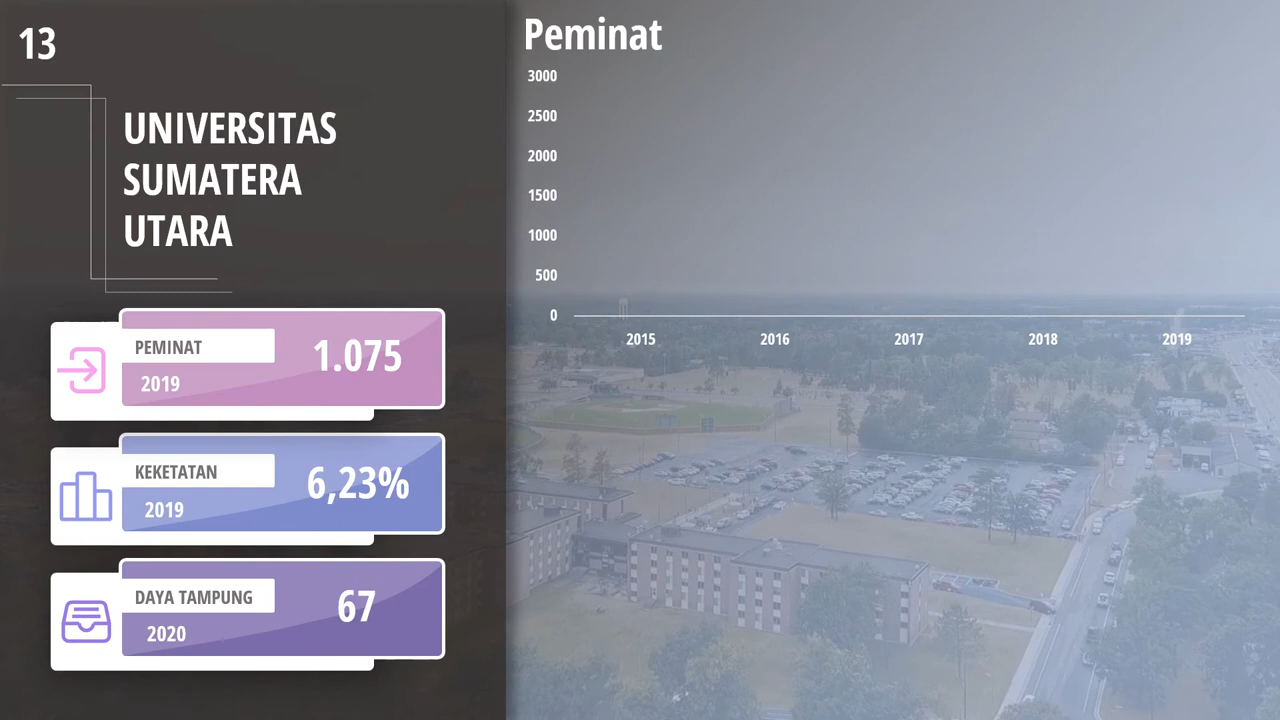 13
UNIVERSITAS
SUMATERA
UTARA
PEMINAT
2019
1.075
KEKETATAN
2019
6,23%
DAYA TAMPUNG
2020
67
Peminat
3000
2500
2000
1500
1000
500
0
2015 2016 2017 2018 2019